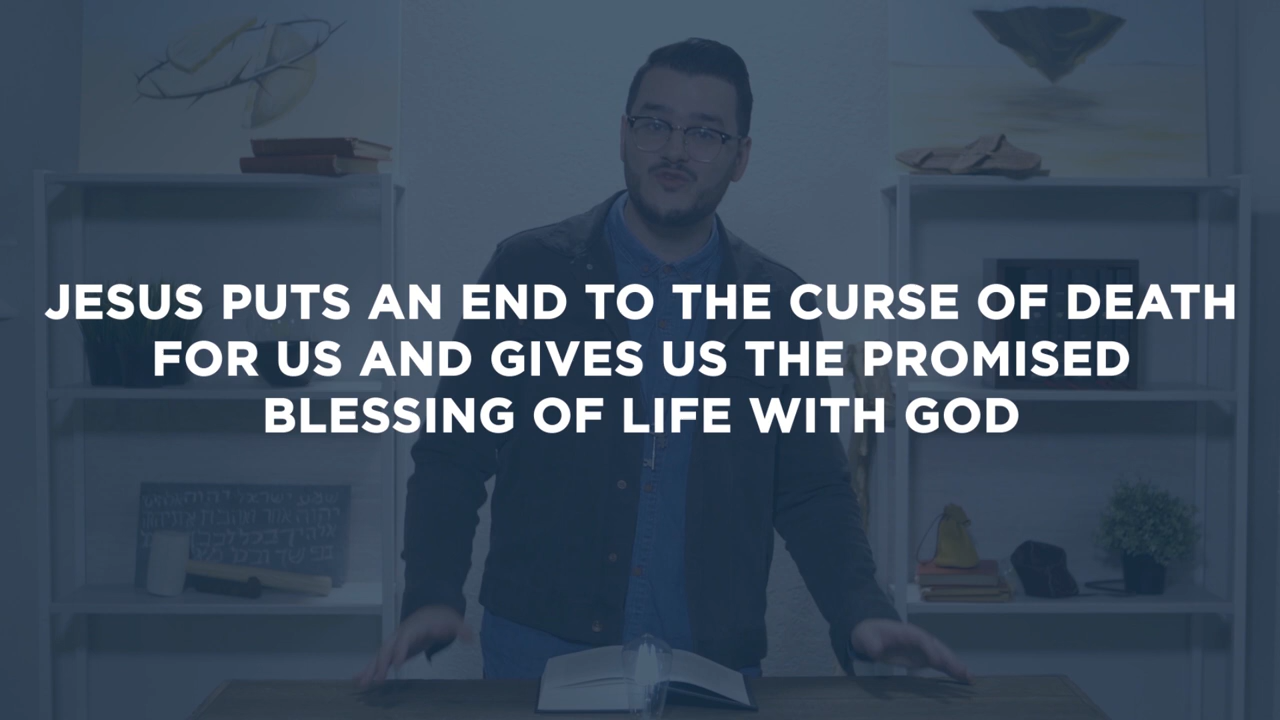 JESUS PUTS AN END TO THE CURSE OF DEATH
FOR US AND GIVES US THE PROMISED
BLESSING OF LIFE WITH GOD